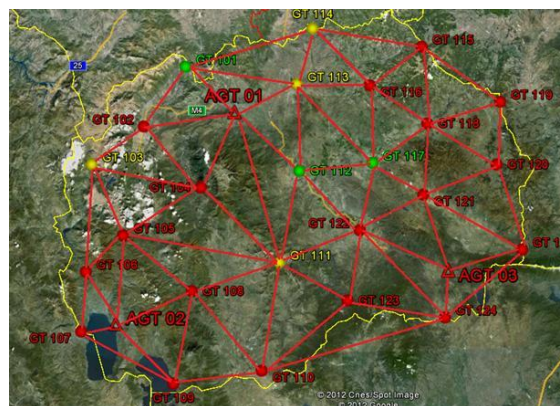 GT 114
GT 115
25
GT 101
GT 113
GT 116
GT 119
AGT 01
M4
GT 102
GT 118
GT 103
GT 112
GT 117
GT 120
GT 104
GT 121
GT 105
GT 111
GT 106
AGT 03
GT 108
AGT 02
GT 123
GT 124
GT 107
GT 110
GT 109
© 2012 Cnes/Spot Image
© 2012 Google